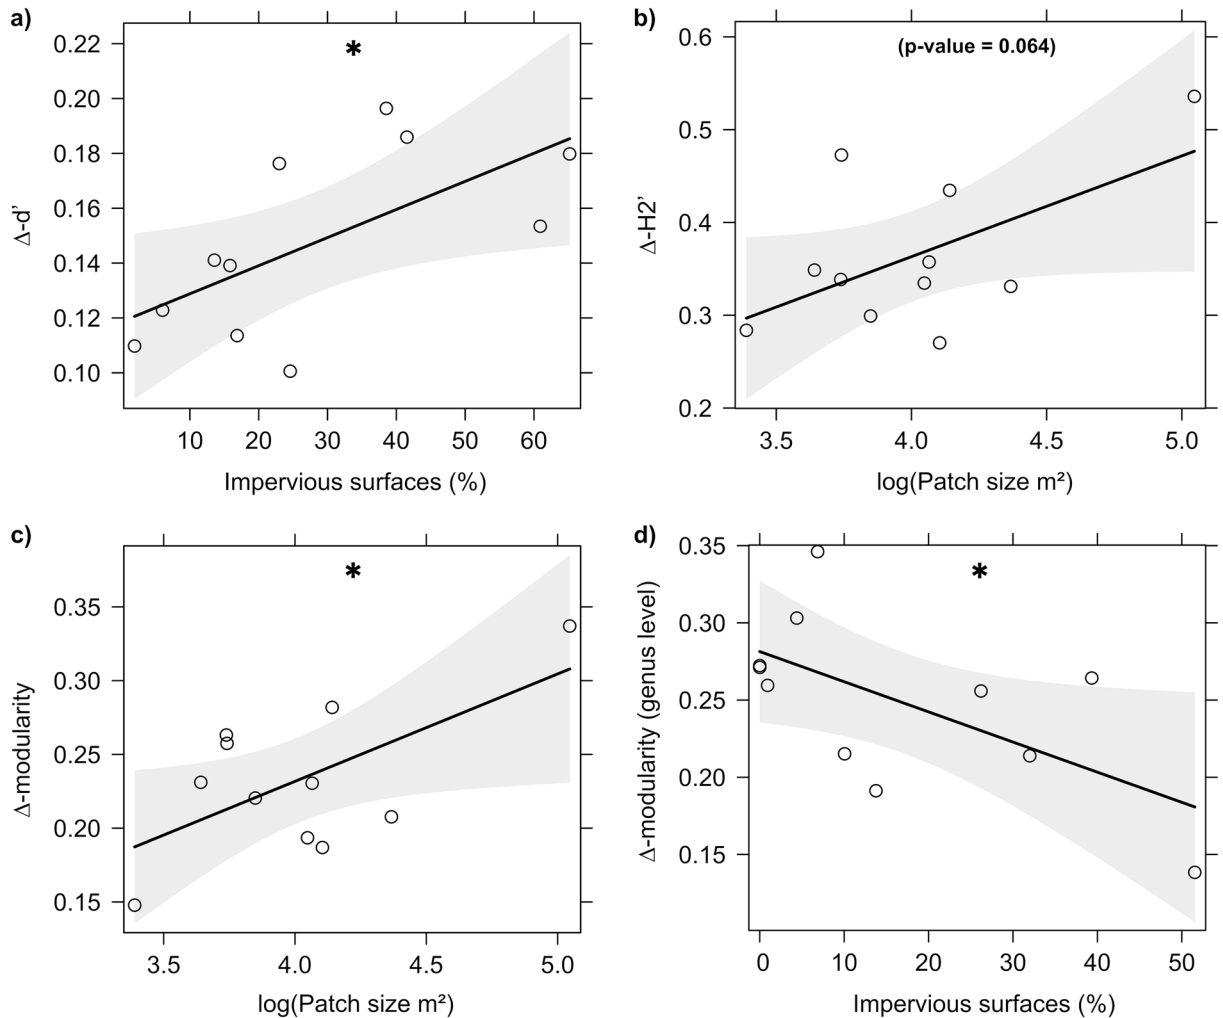 a)
*
Δ-d’
0.22
0.20
0.18
0.16
0.14
0.12
0.10
10 20 30 40 50 60
Impervious surfaces (%)
b)
(p-value = 0.064)
Δ-H2’
0.6
0.5
0.4
0.3
0.2
3.5 4.0 4.5 5.0
log(Patch size m²)
c)
*
Δ-modularity
0.35
0.30
0.25
0.20
0.15
3.5 4.0 4.5 5.0
log(Patch size m²)
d)
*
Δ-modularity (genus level)
0.35
0.30
0.25
0.20
0.15
0 10 20 30 40 50
Impervious surfaces (%)